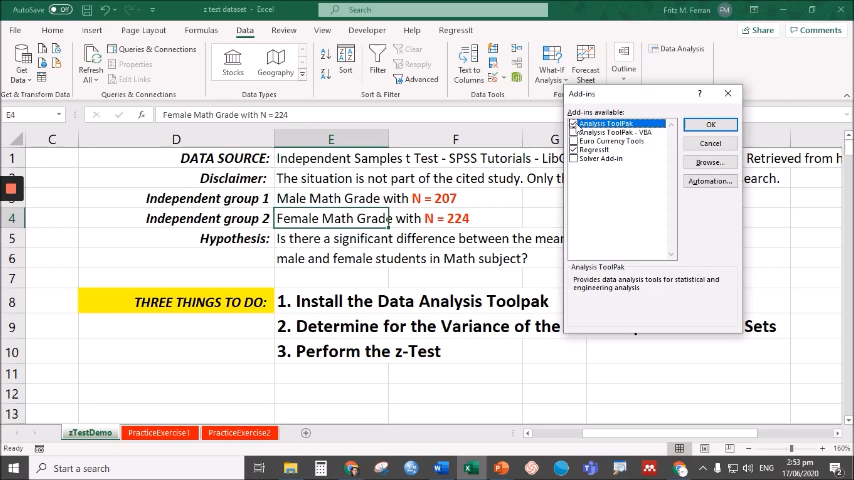 AutoSave Off
z test dataset - Excel
Search
Fritz M. Ferran FM
File Home Insert Page Layout Formulas Data Review View Developer Help RegressIt
Share Comments
Get Data
Refresh All
Queries & Connections
Properties
Edit Links
Stocks
Geography
Sort
Filter
Clear
Reapply
Advanced
Text to Columns
What-If Analysis
Forecast Sheet
Outline
Data Analysis
Get & Transform Data
Queries & Connections
Data Types
Sort & Filter
Data Tools
E4
Female Math Grade with N = 224
C D E F G
1 DATA SOURCE: Independent Samples t Test - SPSS Tutorials - Lib
Retrieved from h
Disclaimer: The situation is not part of the cited study. Only th
search.
Independent group 1 Male Math Grade with N = 207
4 Independent group 2 Female Math Grade with N = 224
5 Hypothesis: Is there a significant difference between the mean
6 male and female students in Math subject?
7
8 THREE THINGS TO DO: 1. Install the Data Analysis Toolpak
9 2. Determine for the Variance of the
Sets
10 3. Perform the z-Test
11
12
13
Add-ins
? ×
Add-ins available:
Analysis ToolPak
Analysis ToolPak - VBA
Euro Currency Tools
RegressIt
Solver Add-in
OK
Cancel
Browse...
Automation...
Analysis ToolPak
Provides data analysis tools for statistical and
engineering analysis
zTestDemo PracticeExercise1 PracticeExercise2
Ready
160%
Type here to search
ENG
2:53 pm
17/06/2020